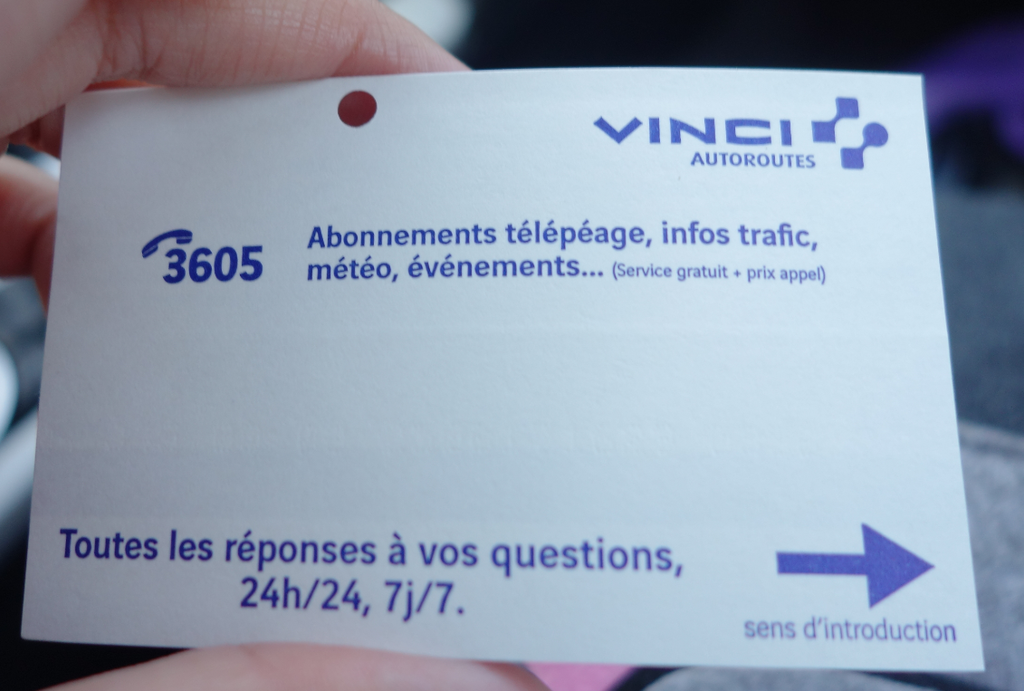 VINCI
AUTOROUTES
3605
Abonnements télépéage, infos trafic,
météo, événements... (Service gratuit + prix appel)
Toutes les réponses à vos questions,
24h/24, 7j/7.
sens d'introduction